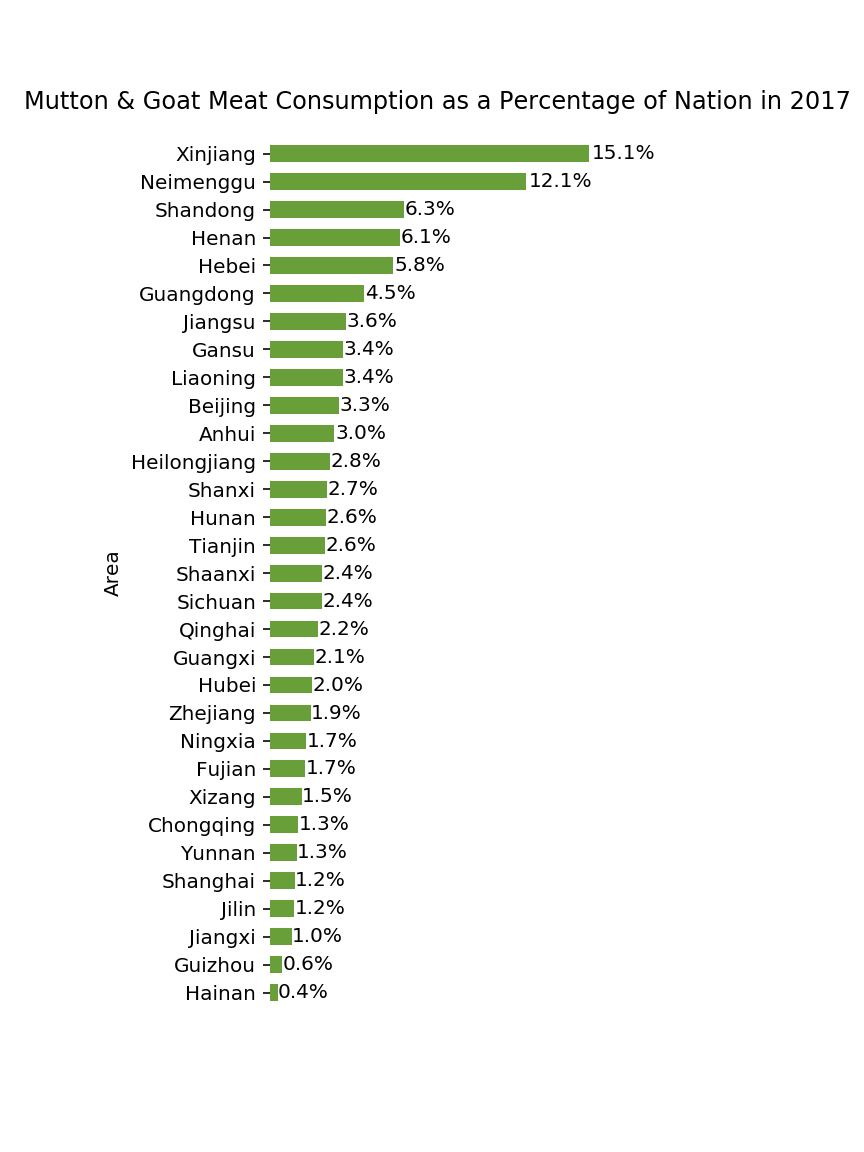 Mutton & Goat Meat Consumption as a Percentage of Nation in 2017
Xinjiang 15.1%
Neimenggu 12.1%
Shandong 6.3%
Henan 6.1%
Hebei 5.8%
Guangdong 4.5%
Jiangsu 3.6%
Gansu 3.4%
Liaoning 3.4%
Beijing 3.3%
Anhui 3.0%
Heilongjiang 2.8%
Shanxi 2.7%
Hunan 2.6%
Tianjin 2.6%
Area
Shaanxi 2.4%
Sichuan 2.4%
Qinghai 2.2%
Guangxi 2.1%
Hubei 2.0%
Zhejiang 1.9%
Ningxia 1.7%
Fujian 1.7%
Xizang 1.5%
Chongqing 1.3%
Yunnan 1.3%
Shanghai 1.2%
Jilin 1.2%
Jiangxi 1.0%
Guizhou 0.6%
Hainan 0.4%